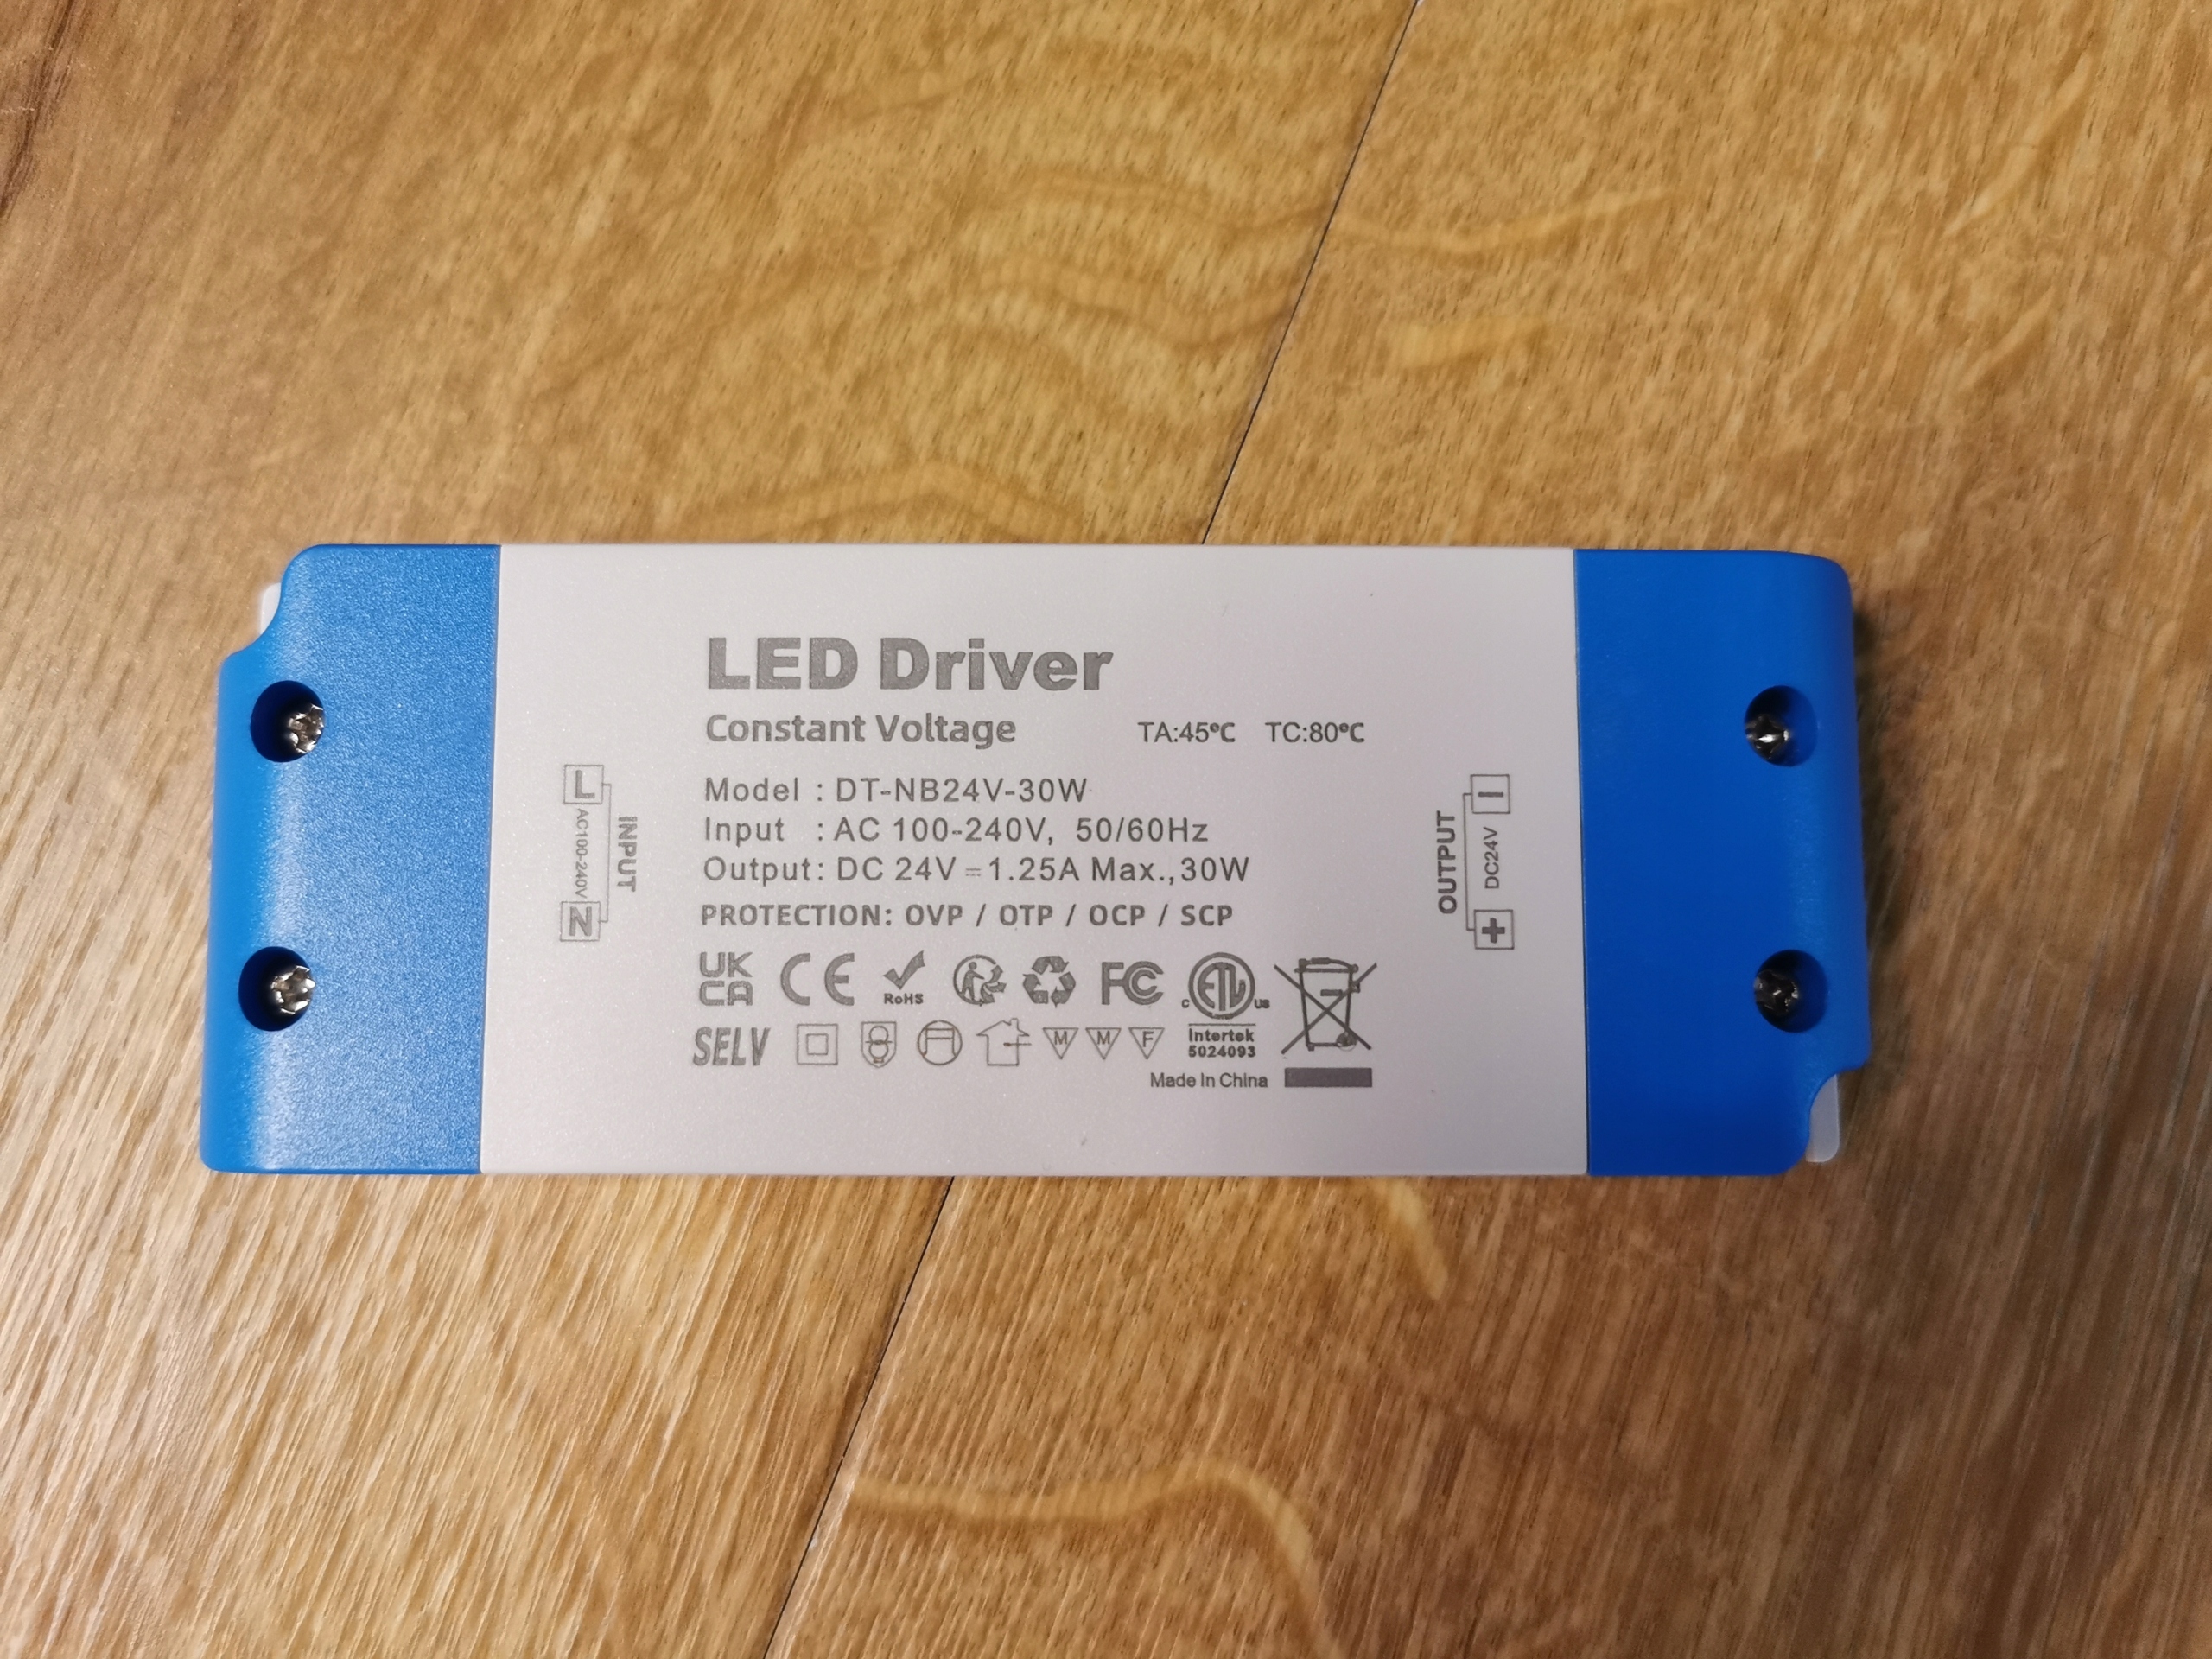 LED Driver
Constant Voltage TA:45℃ TC:80℃
Model : DT-NB24V-30W
Input : AC 100-240V, 50/60Hz
Output: DC 24V ⎓ 1.25A Max.,30W
PROTECTION: OVP / OTP / OCP / SCP
L
AC100-240V
N
INPUT
OUTPUT
−
DC24V
+
UK
CA CE RoHS FC c ETL us
SELV M M F Intertek
5024093
Made In China